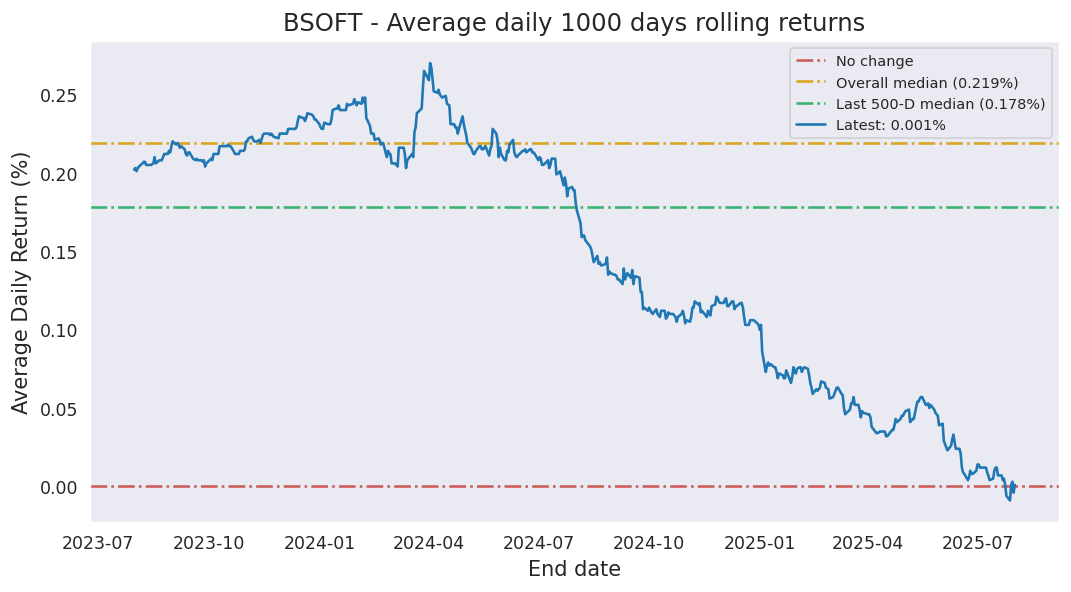 BSOFT - Average daily 1000 days rolling returns
No change
Overall median (0.219%)
Last 500-D median (0.178%)
Latest: 0.001%
Average Daily Return (%)
0.25
0.20
0.15
0.10
0.05
0.00
2023-07 2023-10 2024-01 2024-04 2024-07 2024-10 2025-01 2025-04 2025-07
End date